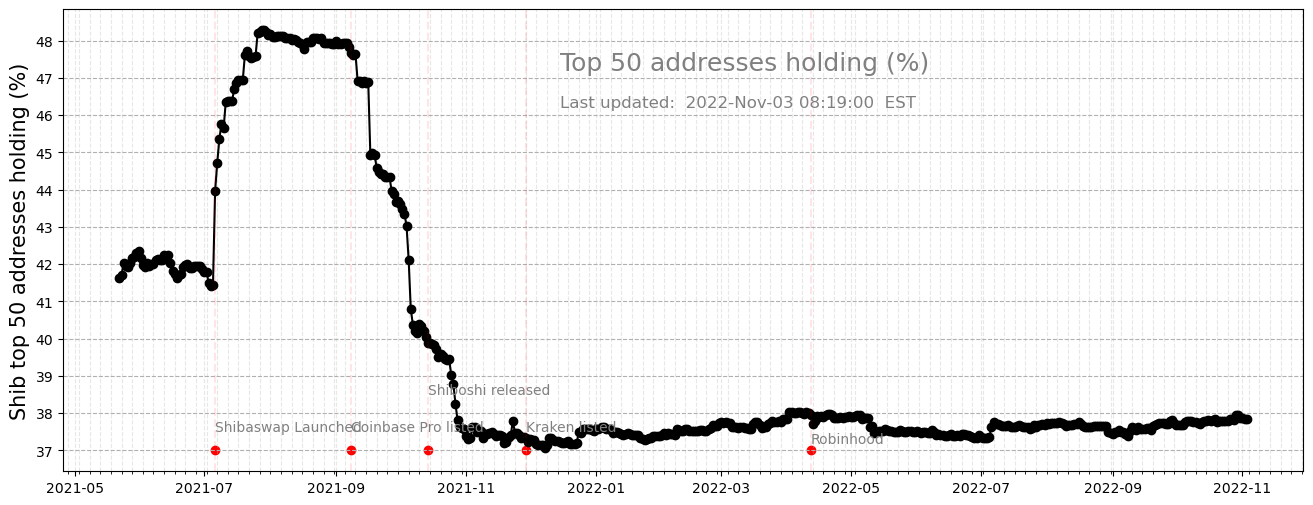 Top 50 addresses holding (%)
Last updated:  2022-Nov-03 08:19:00  EST
Shib top 50 addresses holding (%)
48
47
46
45
44
43
42
41
40
39
38
37
Shiboshi released
Shibaswap Launched
Coinbase Pro listed
Kraken listed
Robinhood
2021-05
2021-07
2021-09
2021-11
2022-01
2022-03
2022-05
2022-07
2022-09
2022-11